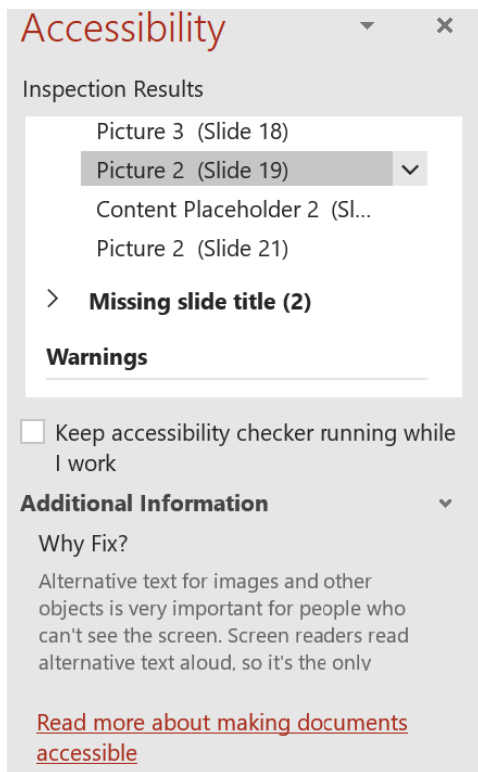 Accessibility
Inspection Results
Picture 3 (Slide 18)
Picture 2 (Slide 19)
Content Placeholder 2 (Sl...
Picture 2 (Slide 21)
Missing slide title (2)
Warnings
Keep accessibility checker running while
I work
Additional Information
Why Fix?
Alternative text for images and other
objects is very important for people who
can't see the screen. Screen readers read
alternative text aloud, so it's the only
Read more about making documents
accessible